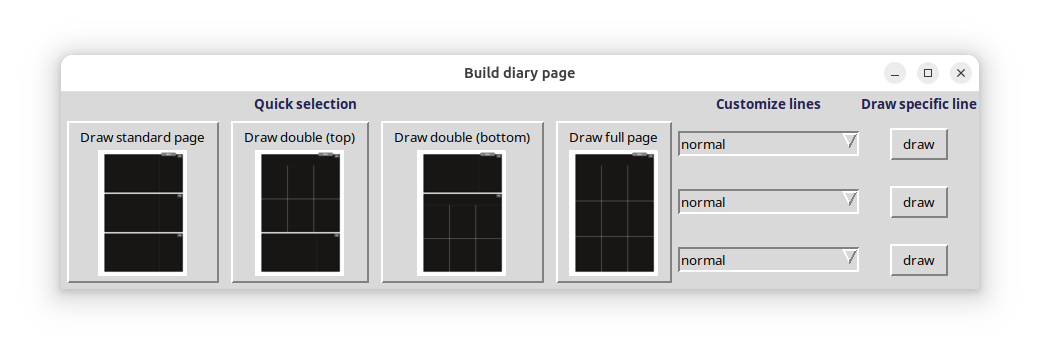 Build diary page
Quick selection Customize lines Draw specific line
Draw standard page Draw double (top) Draw double (bottom) Draw full page
normal draw
normal draw
normal draw